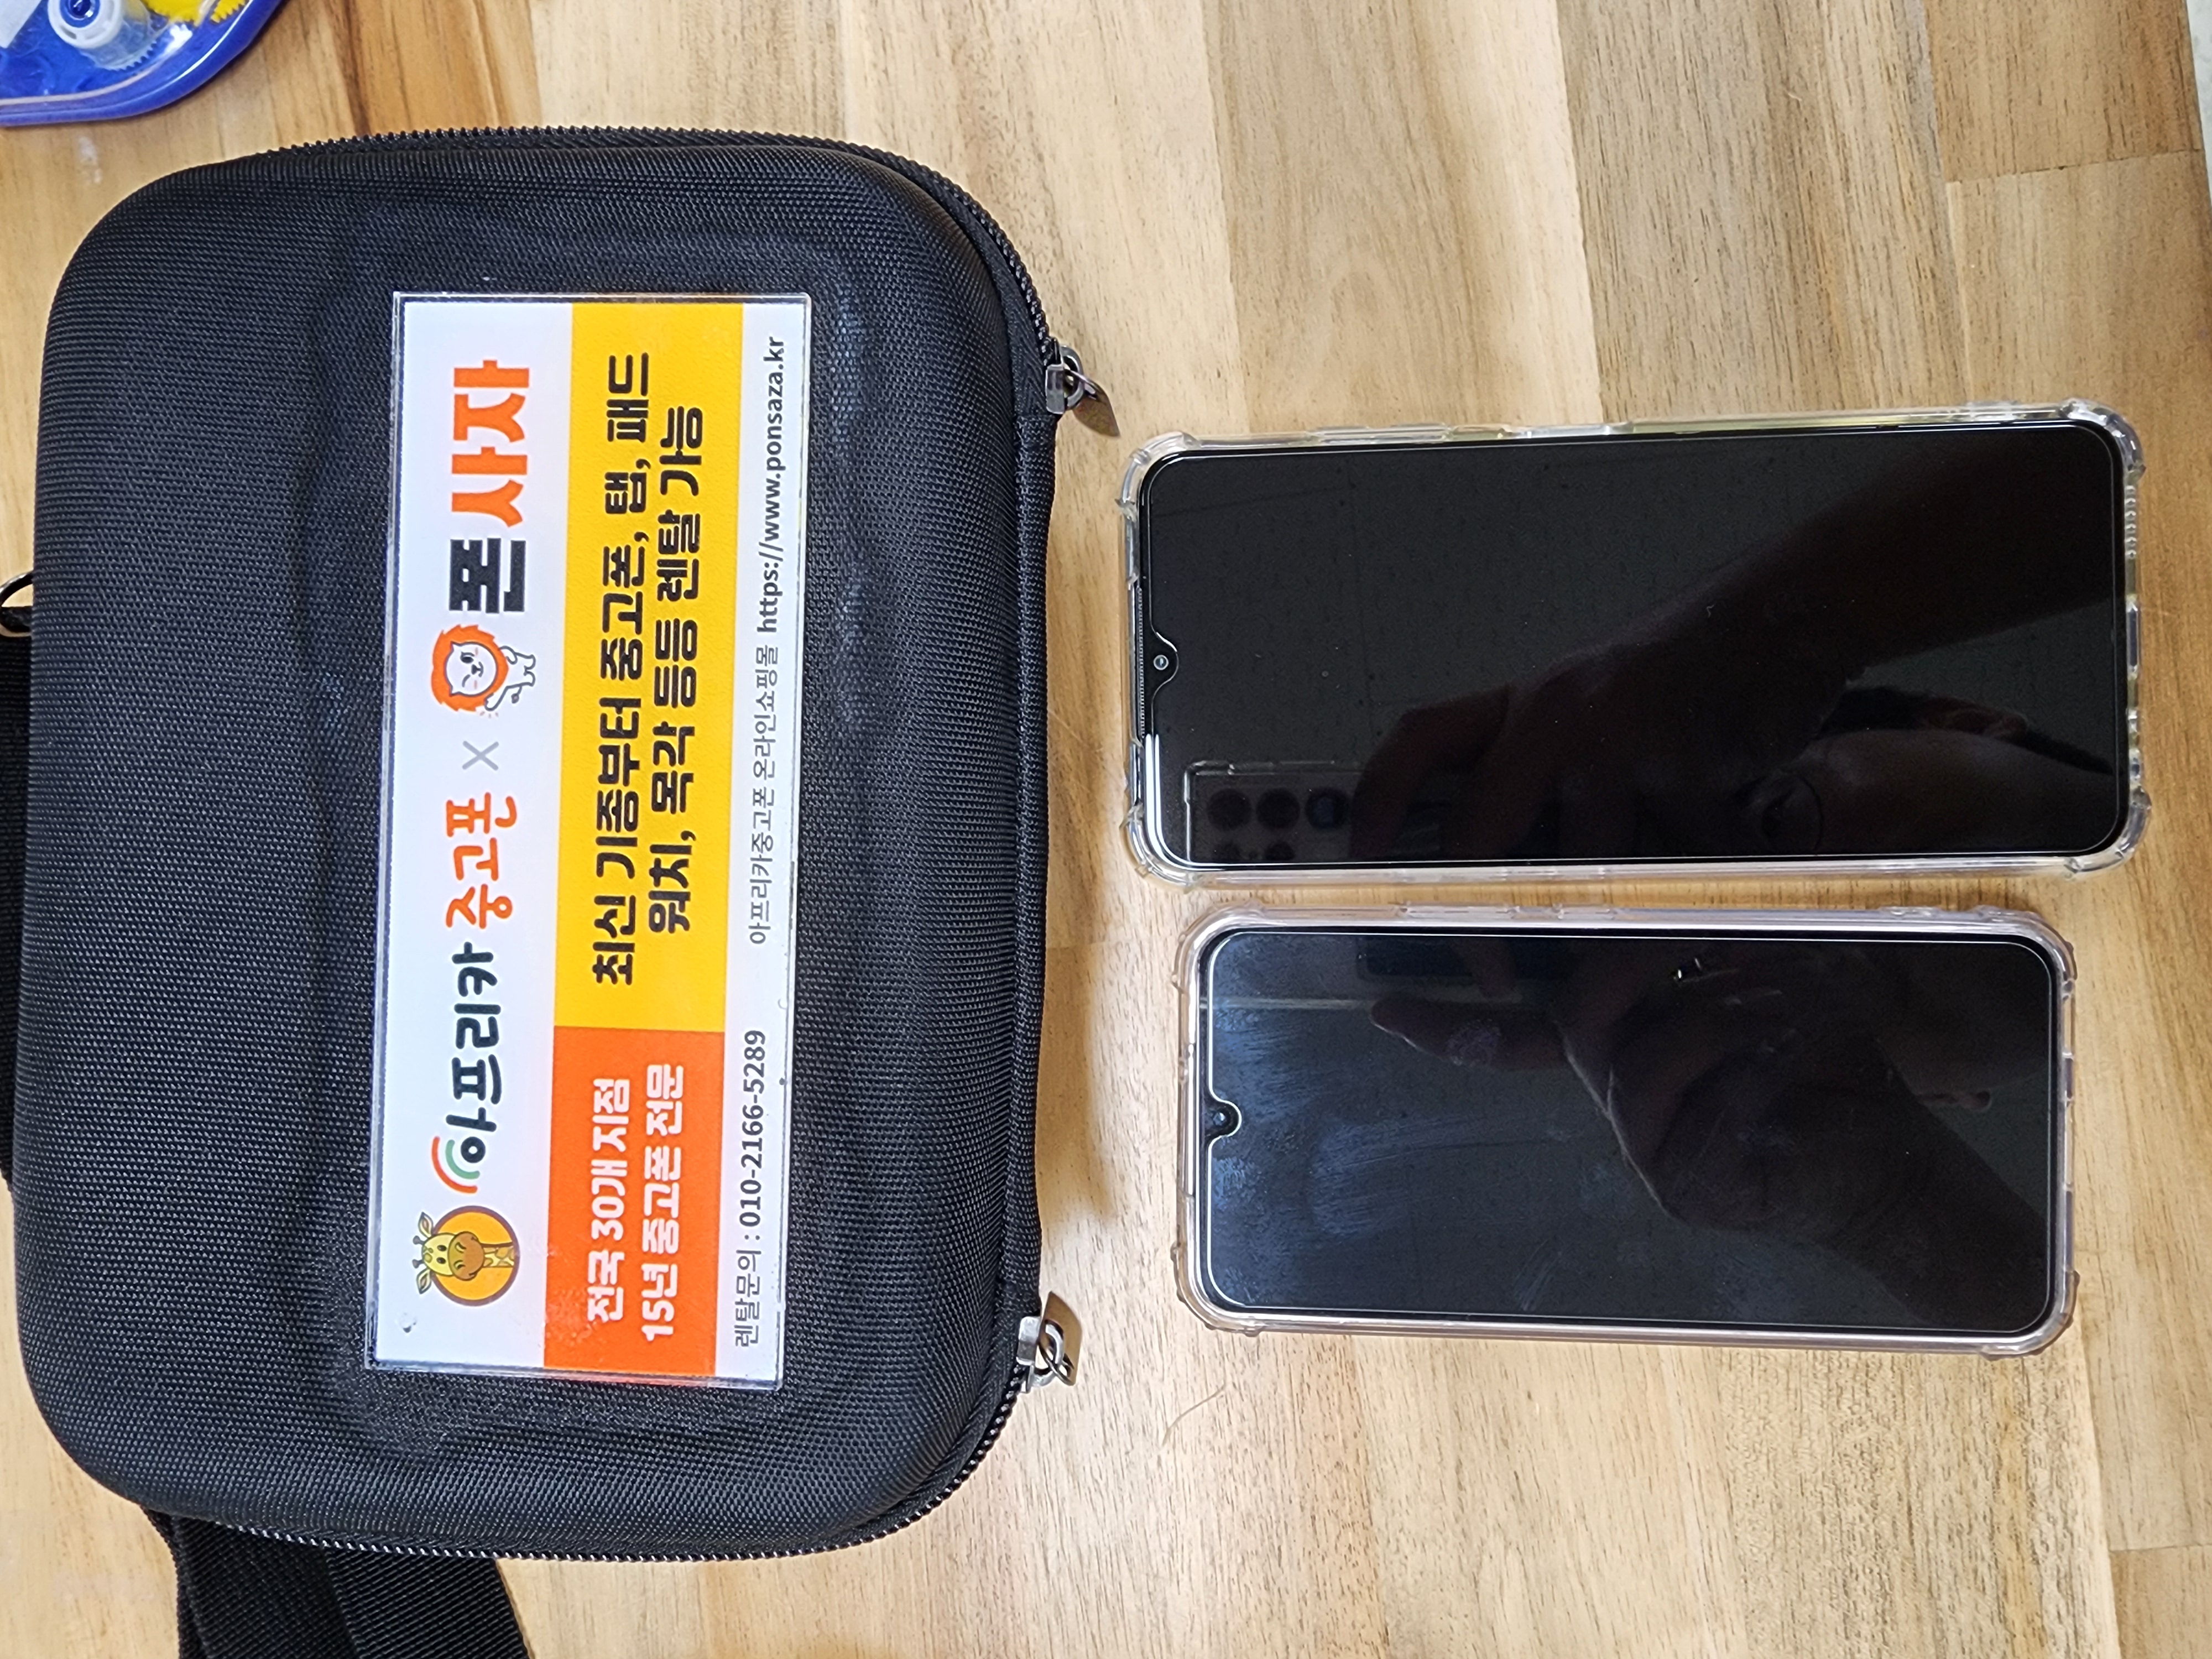 아프리카 중고폰 X 폰사자
전국 30개 지점
15년 중고폰 전문
최신 기종부터 중고폰, 탭, 패드
워치, 목각 등등 렌탈 가능
렌탈문의 : 010-2166-5289
아프리카중고폰 온라인쇼핑몰 https://www.ponsaza.kr